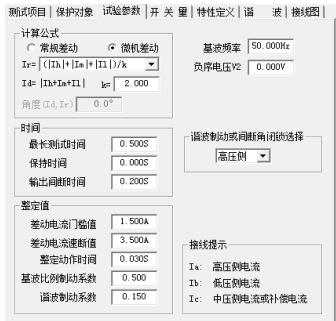 测试项目 保护对象 试验参数 开 关 量 特性定义 谐 波 接线图
计算公式
常规差动 微机差动
Ir= (|Ih|+|Im|+|Il|)/k
Id= |Ih+Im+Il| k= 2.000
角度(Id,Ir) 0.0°
基波频率 50.000Hz
负序电压V2 0.000V
时间
最长测试时间 0.500S
保持时间 0.000S
输出间断时间 0.200S
谐波制动或间断角闭锁选择
高压侧
整定值
差动电流门槛值 1.500A
差动电流速断值 3.500A
整定动作时间 0.030S
基波比例制动系数 0.500
谐波制动系数 0.150
接线提示
Ia: 高压侧电流
Ib: 低压侧电流
Ic: 中压侧电流或补偿电流